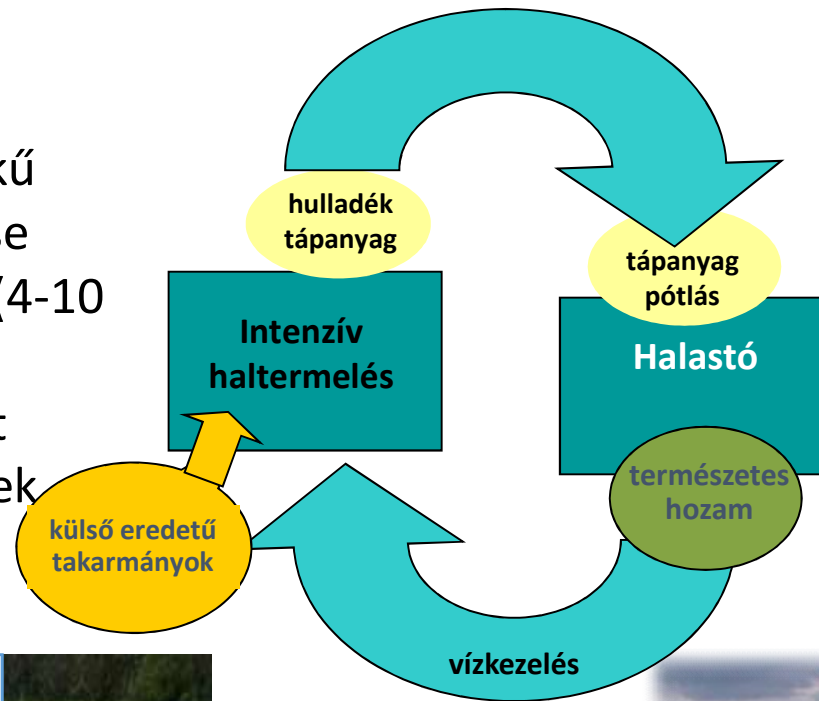 kű
e
(4-10
t
ek
hulladék
tápanyag
tápanyag
pótlás
Intenzív
haltermelés
Halastó
természetes
hozam
külső eredetű
takarmányok
vízkezelés